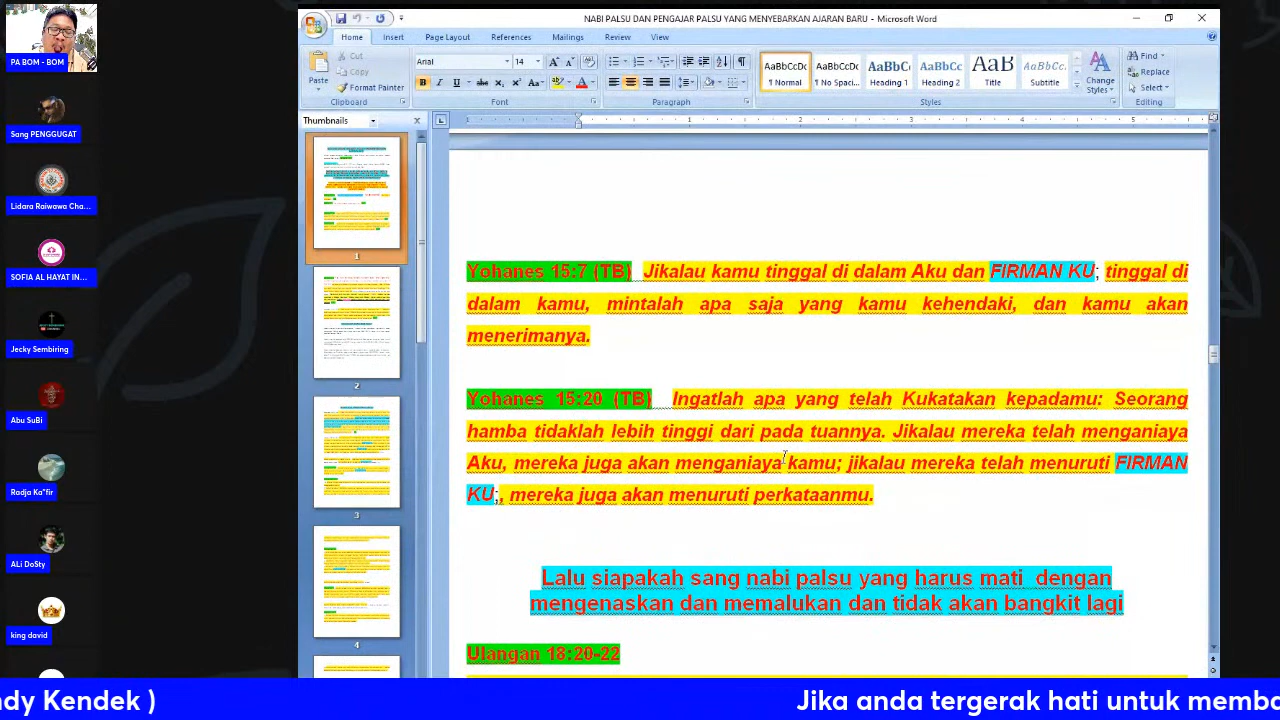 NABI PALSU DAN PENGAJAR PALSU YANG MENYEBARKAN AJARAN BARU - Microsoft Word
Home Insert Page Layout References Mailings Review View
Paste
Cut
Copy
Format Painter
Clipboard
Arial 14
Font
Paragraph
AaBbCcDc AaBbCcDc AaBbC AaBbCc AaB AaBbCc.
¶ Normal ¶ No Spaci... Heading 1 Heading 2 Title Subtitle
Change Styles
Styles
Find
Replace
Select
Editing
Thumbnails
1
2
3
4
PA BOM - BOM
Sang PENGGUGAT
Lidara Raiwawa Cha...
SOFIA AL HAYAT IN...
Jecky Sembiring
Abu SuBi
Radja Ka"fir
ALi DoSty
king david
Yohanes 15:7 (TB) Jikalau kamu tinggal di dalam Aku dan FIRMAN KU; tinggal di
dalam kamu, mintalah apa saja yang kamu kehendaki, dan kamu akan
menerimanya.
Yohanes 15:20 (TB) Ingatlah apa yang telah Kukatakan kepadamu: Seorang
hamba tidaklah lebih tinggi dari pada tuannya. Jikalau mereka telah menganiaya
Aku, mereka juga akan menganiaya kamu; jikalau mereka telah menuruti FIRMAN
KU;, mereka juga akan menuruti perkataanmu.
Lalu siapakah sang nabi palsu yang harus mati dengan
mengenaskan dan memalukan dan tidak akan bangkit lagi
Ulangan 18:20-22
ndy Kendek ) Jika anda tergerak hati untuk memba